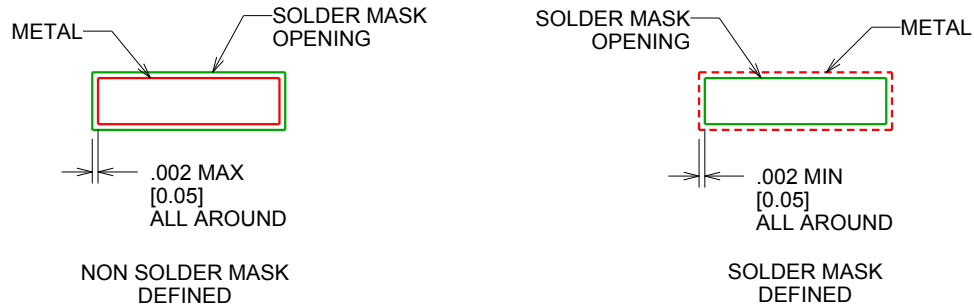 METAL
SOLDER MASK
OPENING
.002 MAX
[0.05]
ALL AROUND
NON SOLDER MASK
DEFINED
SOLDER MASK
OPENING
METAL
.002 MIN
[0.05]
ALL AROUND
SOLDER MASK
DEFINED